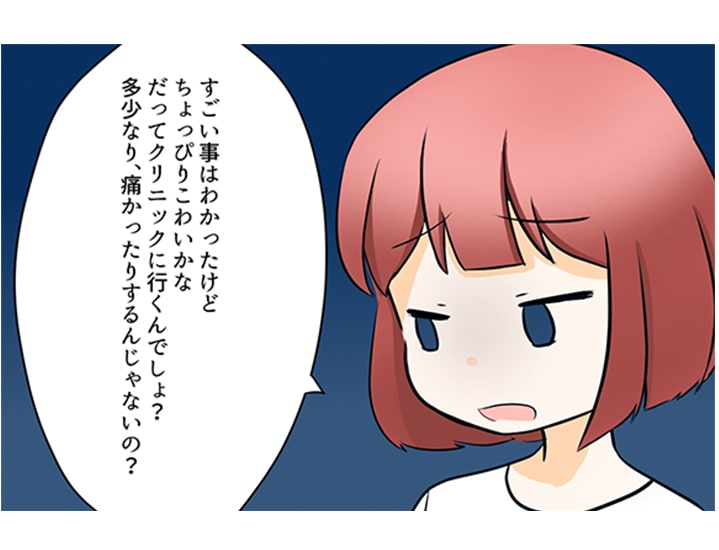 すごい事はわかったけど
ちょっぴりこわいかな
だってクリニックに行くんでしょ?
多少なり、痛かったりするんじゃないの?